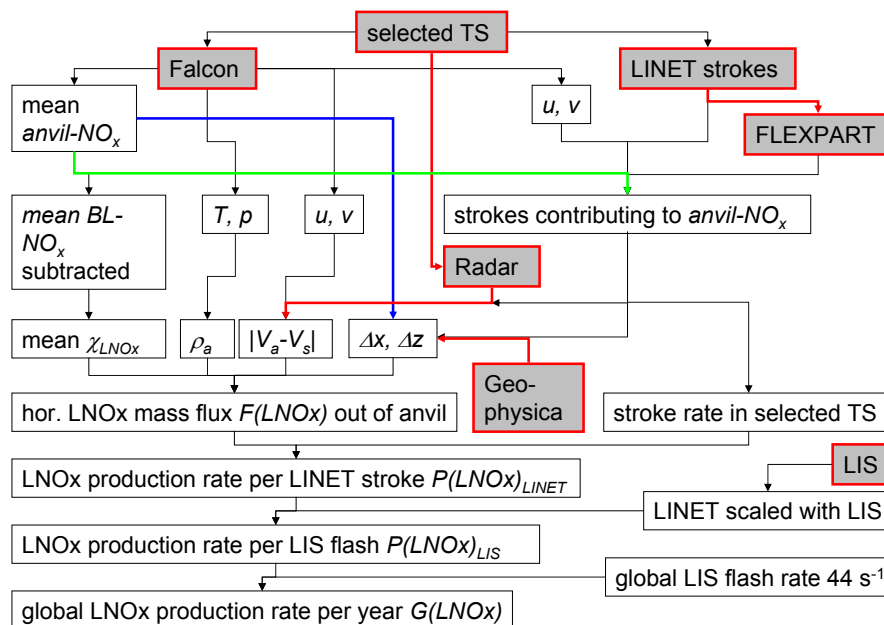 selected TS
Falcon
LINET strokes
mean
anvil-NOx
u, v
FLEXPART
mean BL-
NOx
subtracted
T, p
u, v
strokes contributing to anvil-NOx
Radar
mean χLNOx
ρa
|Va-Vs|
Δx, Δz
Geo-
physica
hor. LNOx mass flux F(LNOx) out of anvil
stroke rate in selected TS
LNOx production rate per LINET stroke P(LNOx)LINET
LIS
LINET scaled with LIS
LNOx production rate per LIS flash P(LNOx)LIS
global LIS flash rate 44 s-1
global LNOx production rate per year G(LNOx)